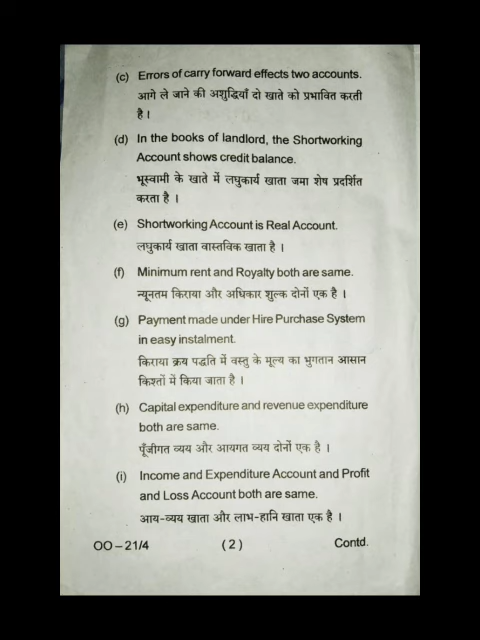 (c) Errors of carry forward effects two accounts.
आगे ले जाने की अशुद्धियाँ दो खाते को प्रभावित करती
है ।
(d) In the books of landlord, the Shortworking
Account shows credit balance.
भूस्वामी के खाते में लघुकार्य खाता जमा शेष प्रदर्शित
करता है ।
(e) Shortworking Account is Real Account.
लघुकार्य खाता वास्तविक खाता है ।
(f) Minimum rent and Royalty both are same.
न्यूनतम किराया और अधिकार शुल्क दोनों एक है ।
(g) Payment made under Hire Purchase System
in easy instalment.
किराया क्रय पद्धति में वस्तु के मूल्य का भुगतान आसान
किश्तों में किया जाता है ।
(h) Capital expenditure and revenue expenditure
both are same.
पूँजीगत व्यय और आयगत व्यय दोनों एक है ।
(i) Income and Expenditure Account and Profit
and Loss Account both are same.
आय-व्यय खाता और लाभ-हानि खाता एक है ।
OO – 21/4 (2) Contd.